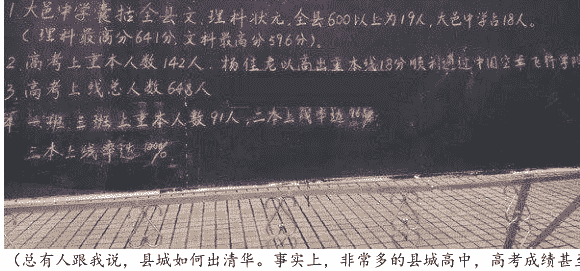 1.大邑中学囊括全县文、理科状元.全县600以上为19人,大邑中学占18人。
(理科最高分641分,文科最高分596分)。
2.高考上重本人数142人.杨佳老以高出重本线18分顺利通过中国空军飞行学
3.高考上线总人数648人
一班、三班上重本人数91人,二本上线率达96%
三本上线率达100%
(总有人跟我说,县城如何出清华。事实上,非常多的县城高中,高考成绩甚至